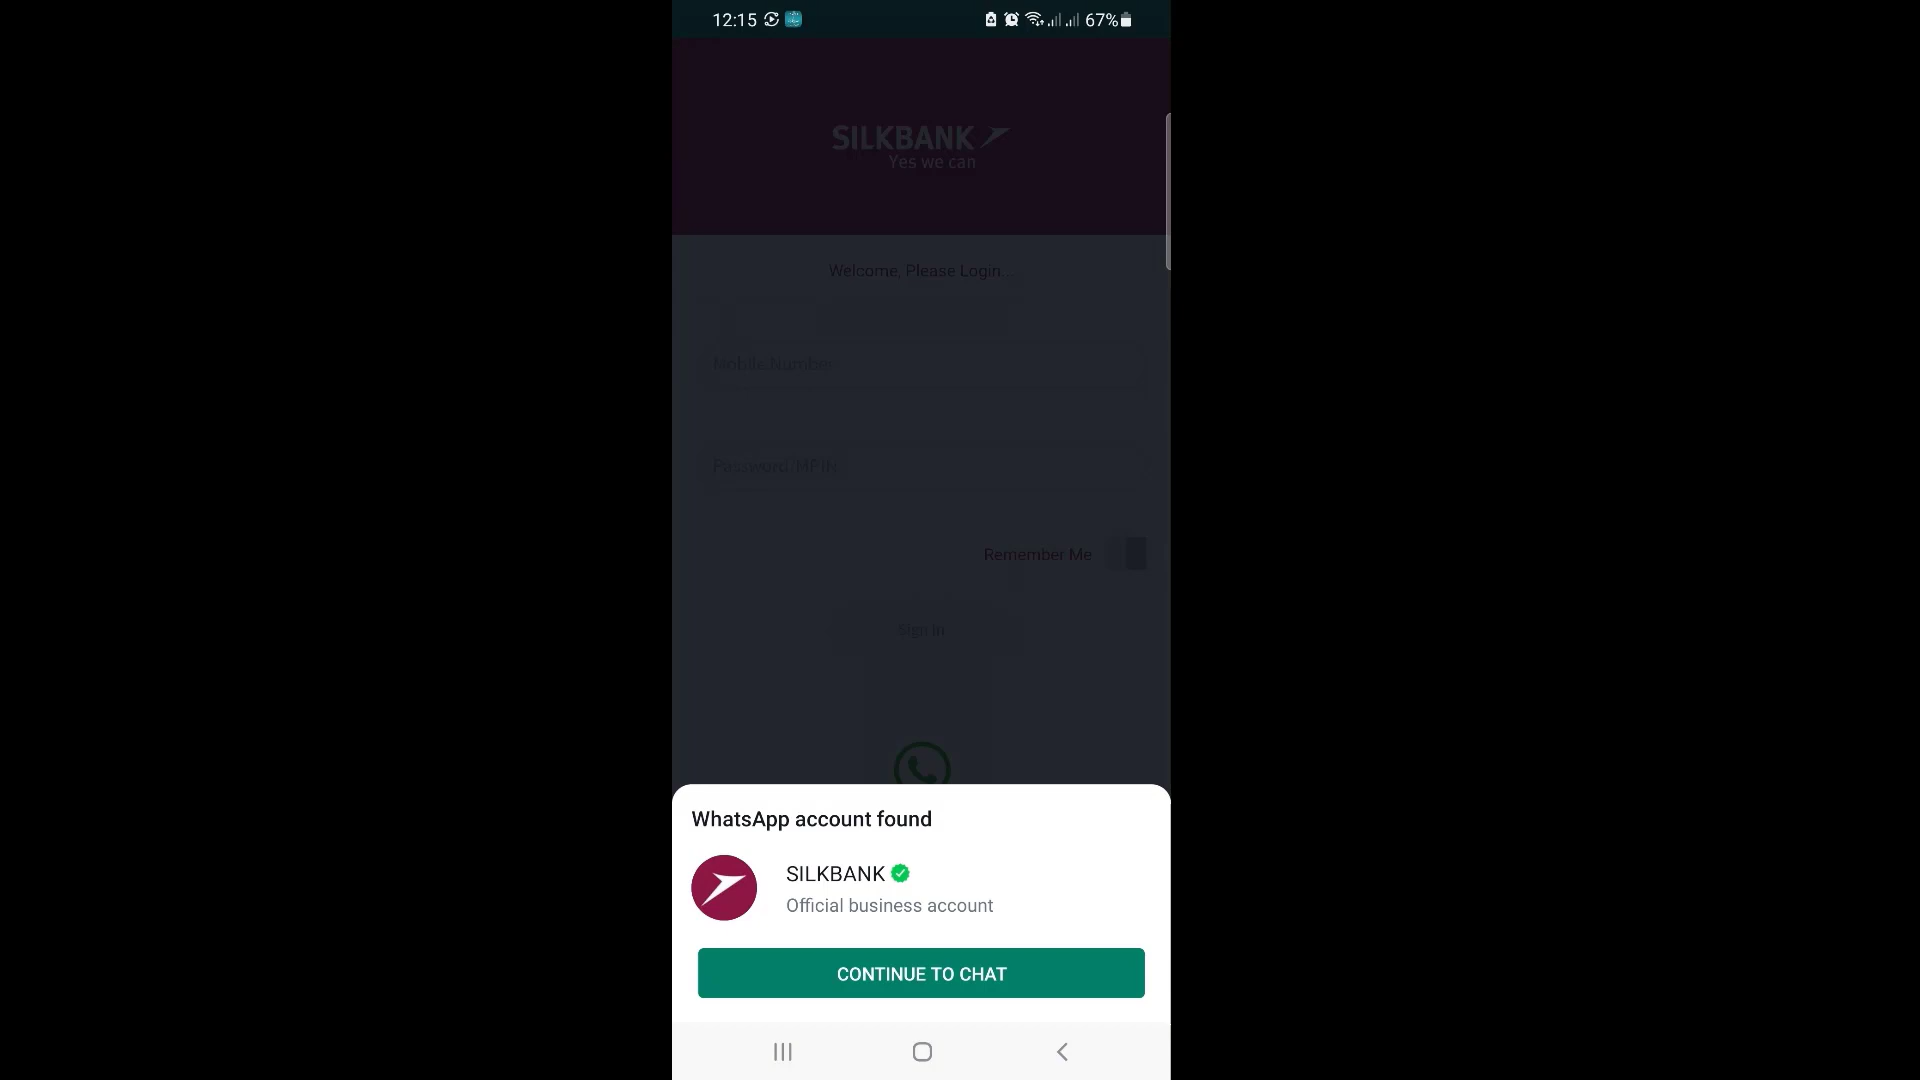 12:15 67%
SILKBANK
Yes we can
Welcome, Please Login...
Mobile Number
Password/MPIN
Remember Me
Sign In
WhatsApp account found
SILKBANK
Official business account
CONTINUE TO CHAT